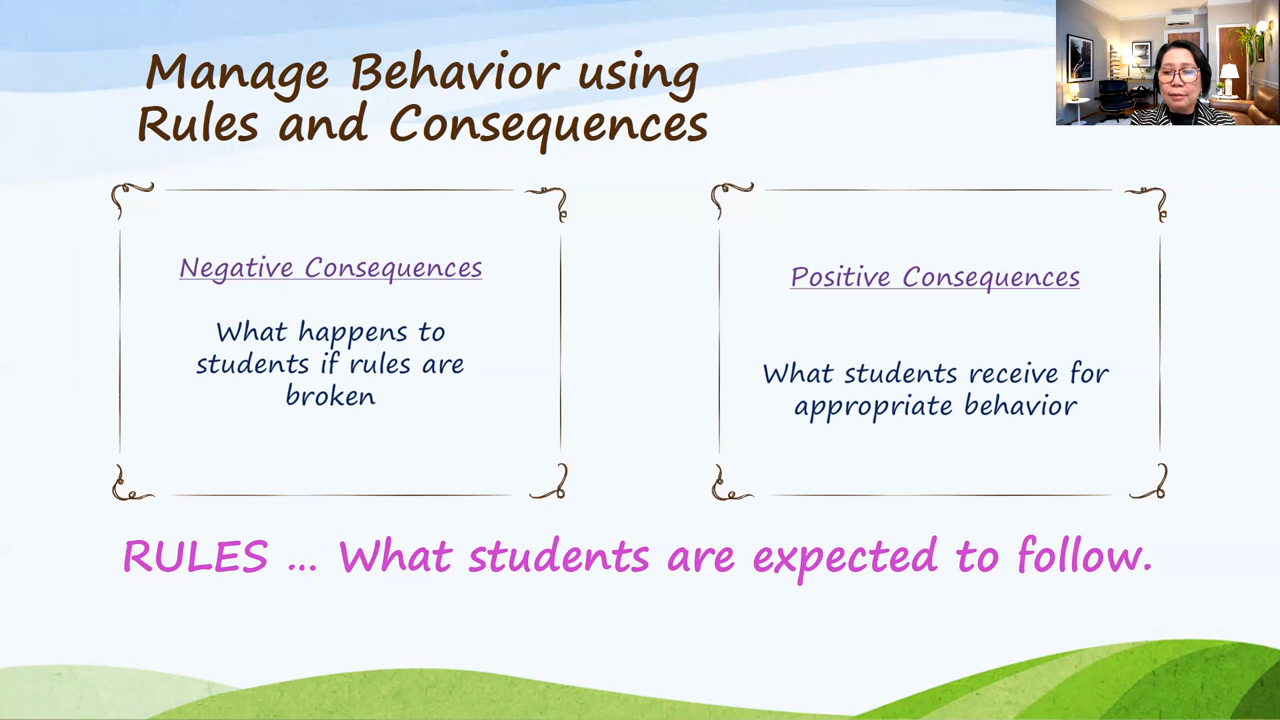 Manage Behavior using
Rules and Consequences
Negative Consequences
What happens to
students if rules are
broken
Positive Consequences
What students receive for
appropriate behavior
RULES ... What students are expected to follow.